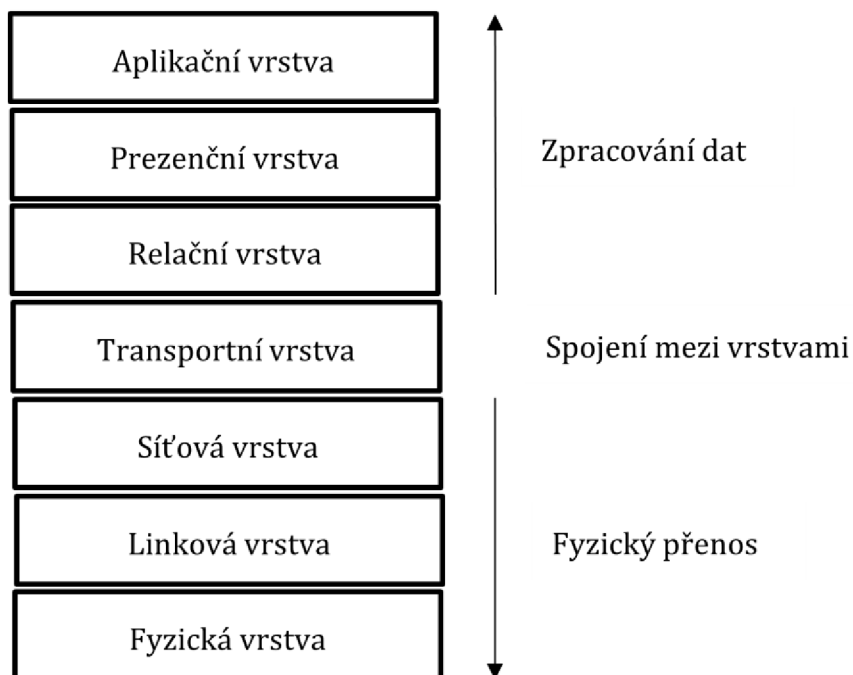 Aplikační vrstva
Prezenční vrstva
Zpracování dat
Relační vrstva
Transportní vrstva
Spojení mezi vrstvami
Síťová vrstva
Linková vrstva
Fyzický přenos
Fyzická vrstva